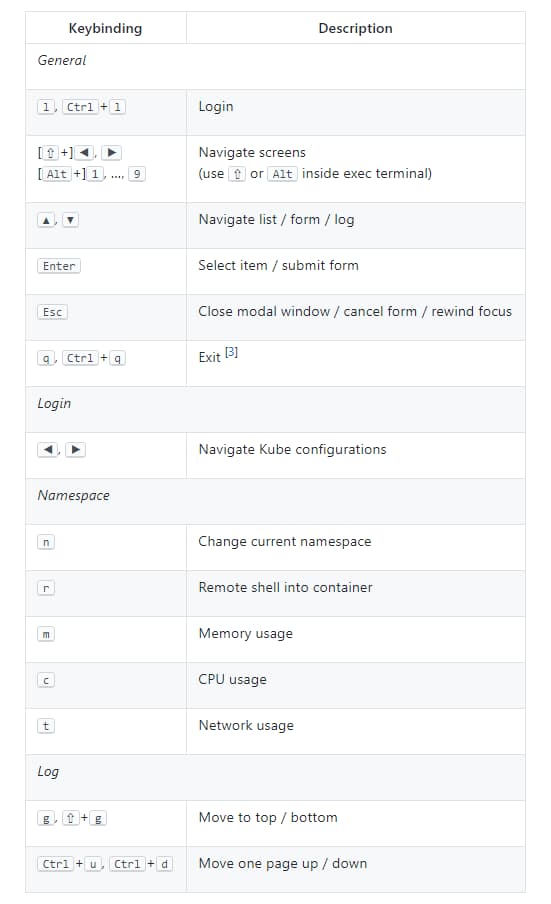 Keybinding Description
General
l, Ctrl+l Login
[⇧+]◄, ► Navigate screens
[Alt+]1, …, 9 (use ⇧ or Alt inside exec terminal)
▲, ▼ Navigate list / form / log
Enter Select item / submit form
Esc Close modal window / cancel form / rewind focus
q, Ctrl+q Exit [3]
Login
◄, ► Navigate Kube configurations
Namespace
n Change current namespace
r Remote shell into container
m Memory usage
c CPU usage
t Network usage
Log
g, ⇧+g Move to top / bottom
Ctrl+u, Ctrl+d Move one page up / down